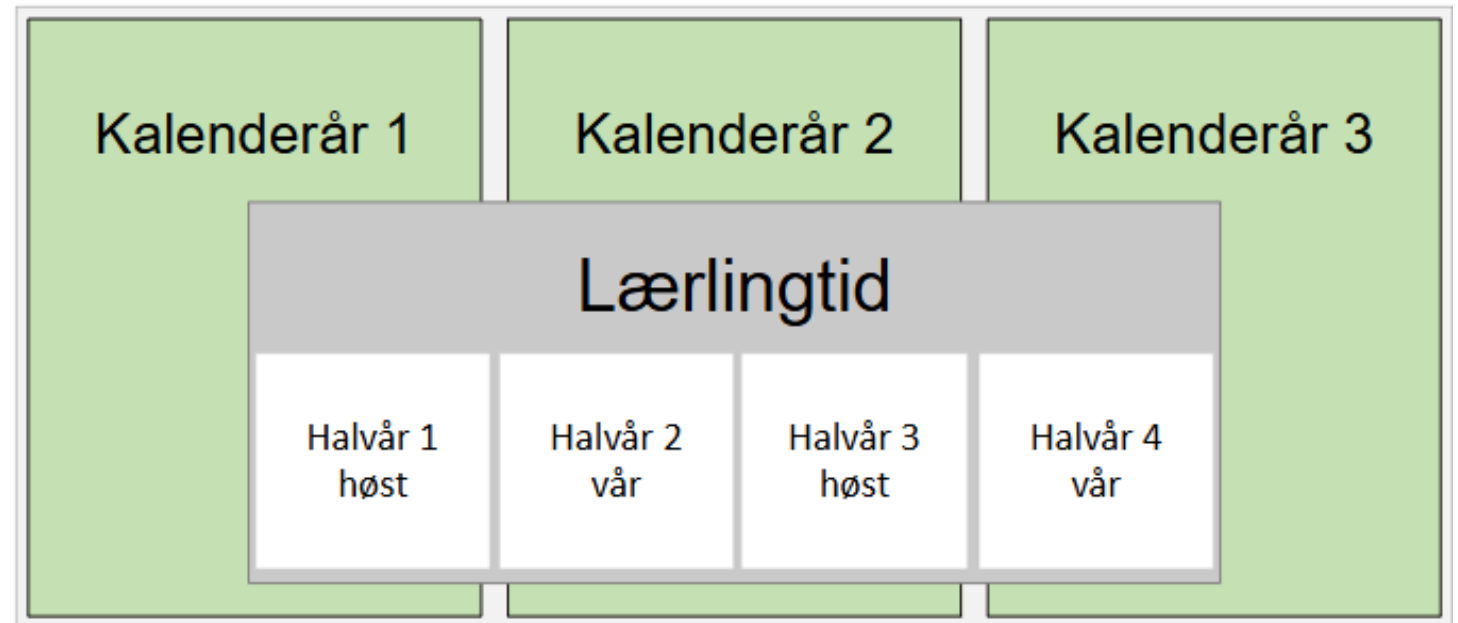 Kalenderår 1
Kalenderår 2
Kalenderår 3
Lærlingtid
Halvår 1
høst
Halvår 2
vår
Halvår 3
høst
Halvår 4
vår